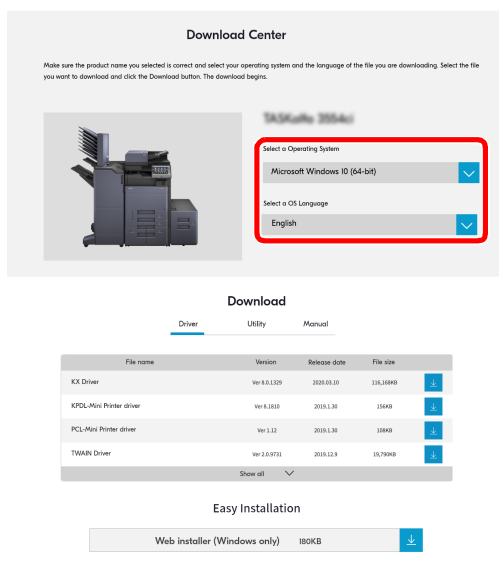 Download Center
Make sure the product name you selected is correct and select your operating system and the language of the file you are downloading. Select the file
you want to download and click the Download button. The download begins.
Select a Operating System
Microsoft Windows 10 (64-bit)
Select a OS Language
English
Download
Driver Utility Manual
File name Version Release date File size
KX Driver Ver 8.0.1329 2020.03.10 116,168KB
KPDL-Mini Printer driver Ver 8.1810 2019.1.30 156KB
PCL-Mini Printer driver Ver 1.12 2019.1.30 108KB
TWAIN Driver Ver 2.0.9731 2019.12.9 19,790KB
Show all
Easy Installation
Web installer (Windows only) 180KB